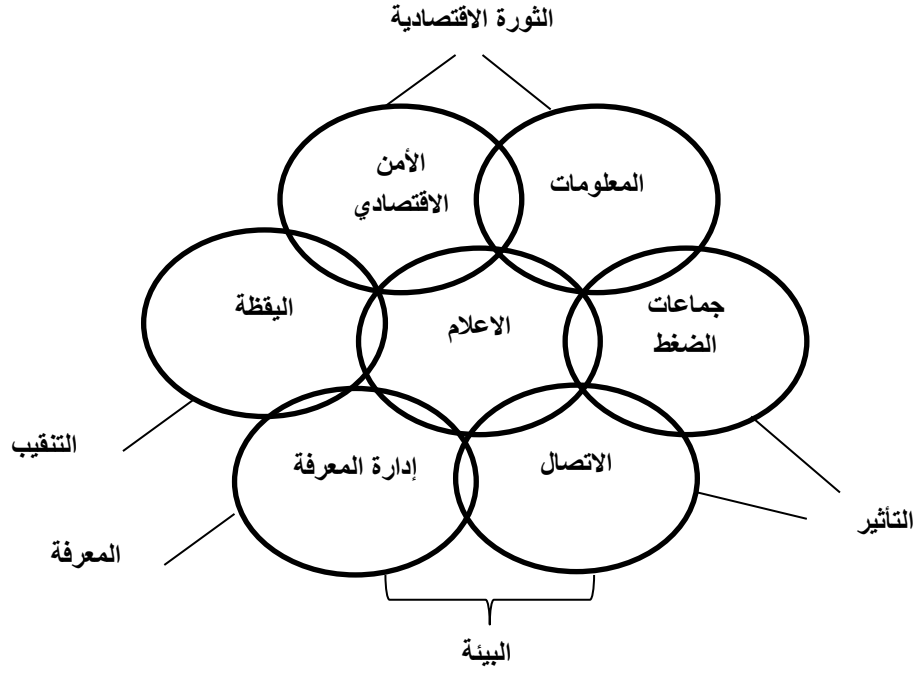 الثورة الاقتصادية
الأمن
الاقتصادي
المعلومات
اليقظة
الاعلام
جماعات
الضغط
التنقيب
إدارة المعرفة
الاتصال
التأثير
المعرفة
البيئة